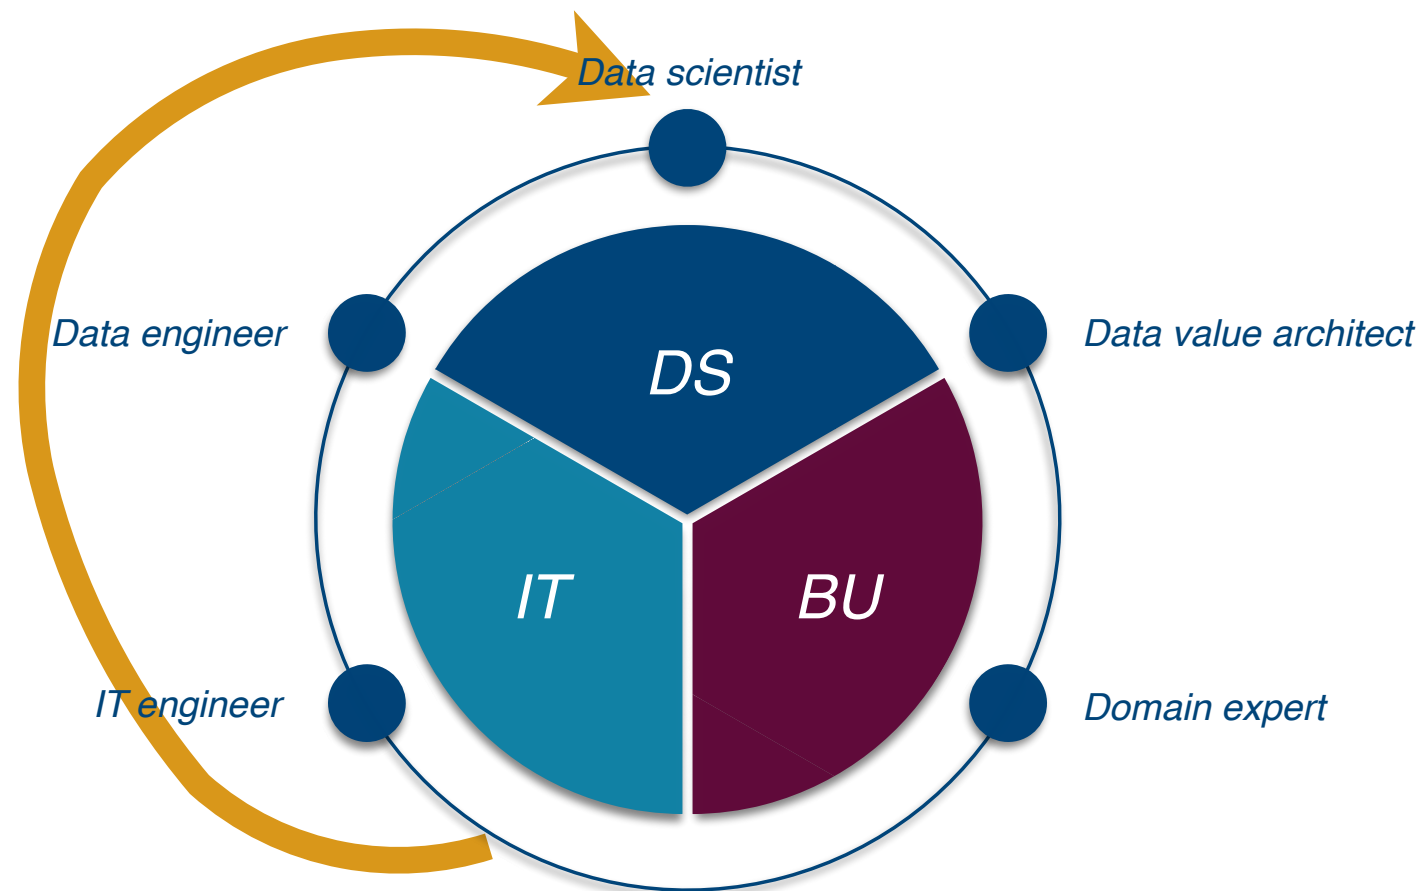 Data scientist
Data engineer
Data value architect
DS
IT
BU
IT engineer
Domain expert